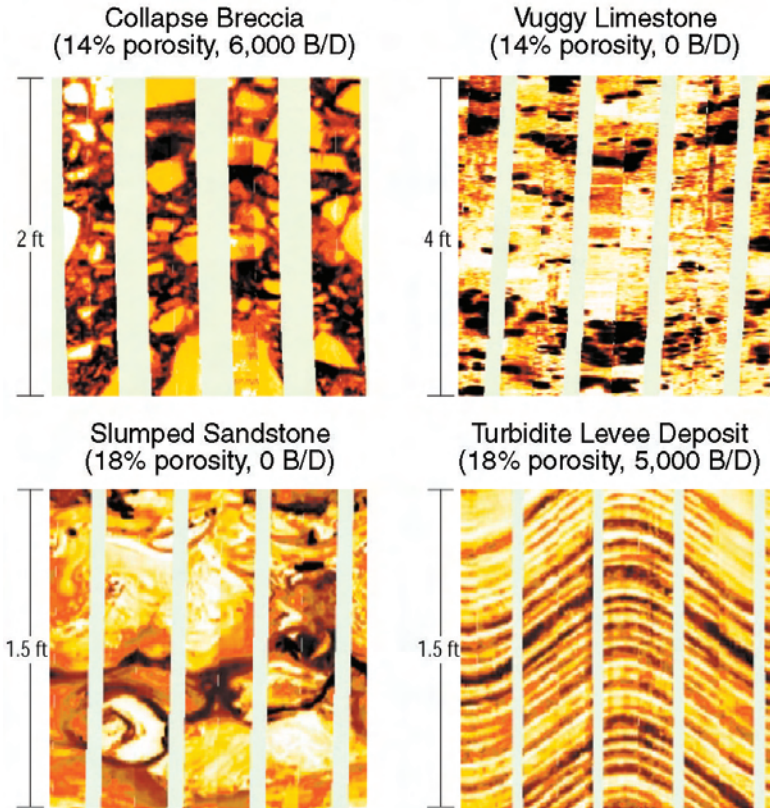 Collapse Breccia
(14% porosity, 6,000 B/D)
Vuggy Limestone
(14% porosity, 0 B/D)
2 ft
4 ft
Slumped Sandstone
(18% porosity, 0 B/D)
Turbidite Levee Deposit
(18% porosity, 5,000 B/D)
1.5 ft
1.5 ft